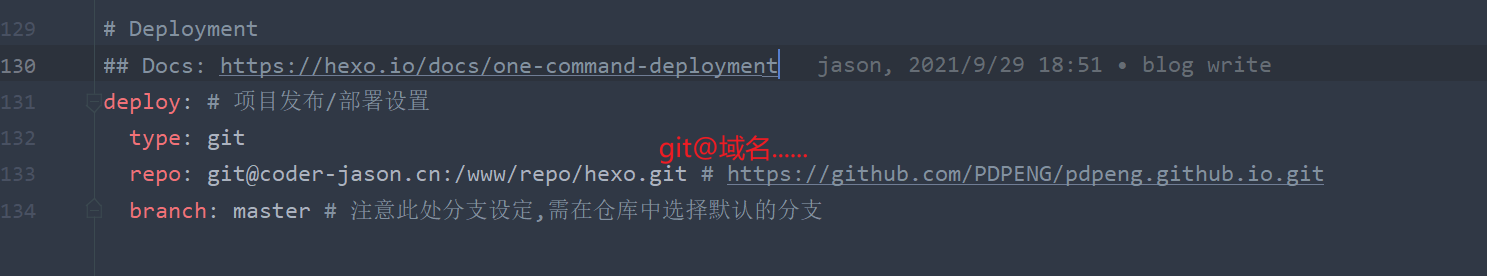 129 # Deployment
130 ## Docs: https://hexo.io/docs/one-command-deployment jason, 2021/9/29 18:51 • blog write
131 deploy: # 项目发布/部署设置
132 type: git
git@域名......
133 repo: git@coder-jason.cn:/www/repo/hexo.git # https://github.com/PDPENG/pdpeng.github.io.git
134 branch: master # 注意此处分支设定,需在仓库中选择默认的分支